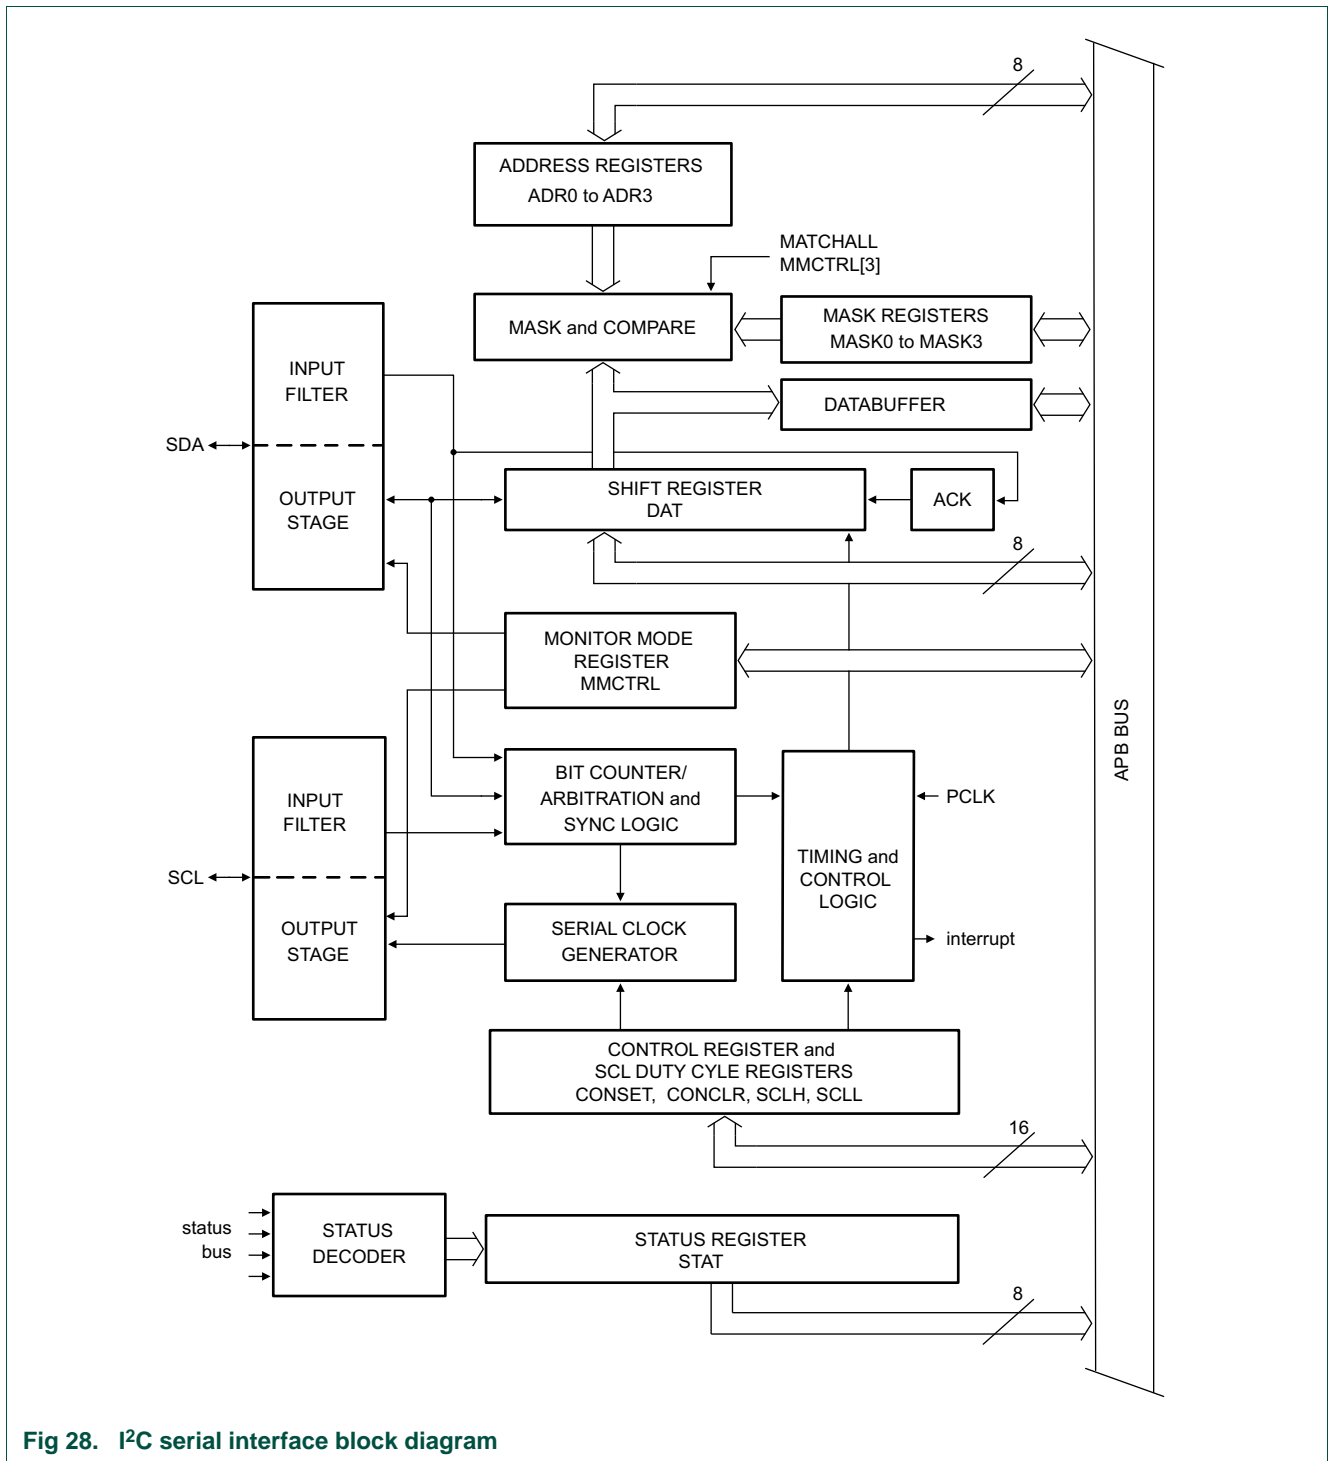 8
ADDRESS REGISTERS
ADR0 to ADR3
MATCHALL
MMCTRL[3]
MASK and COMPARE
MASK REGISTERS
MASK0 to MASK3
INPUT
FILTER
DATABUFFER
SDA
OUTPUT
STAGE
SHIFT REGISTER
DAT
ACK
8
MONITOR MODE
REGISTER
MMCTRL
APB BUS
INPUT
FILTER
BIT COUNTER/
ARBITRATION and
SYNC LOGIC
PCLK
TIMING and
CONTROL
LOGIC
SCL
OUTPUT
STAGE
SERIAL CLOCK
GENERATOR
interrupt
CONTROL REGISTER and
SCL DUTY CYLE REGISTERS
CONSET, CONCLR, SCLH, SCLL
16
status
bus
STATUS
DECODER
STATUS REGISTER
STAT
8
Fig 28. I²C serial interface block diagram